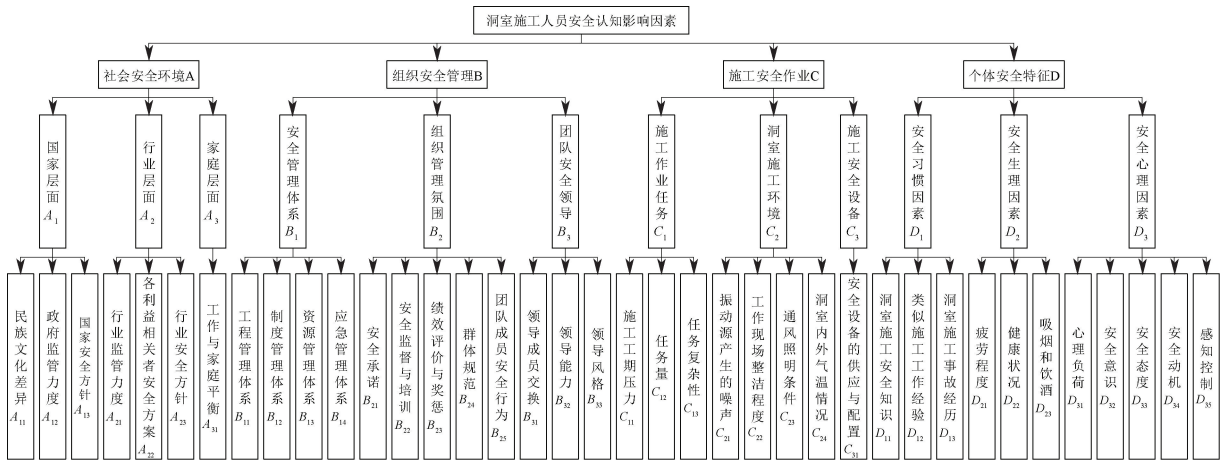 洞室施工人员安全认知影响因素
社会安全环境A
组织安全管理B
施工安全作业C
个体安全特征D
国家层面A1
行业层面A2
家庭层面A3
安全管理体系B1
组织管理氛围B2
团队安全领导B3
施工作业任务C1
洞室施工环境C2
施工安全设备C3
安全习惯因素D1
安全生理因素D2
安全心理因素D3
民族文化差异A11
政府监管力度A12
国家安全方针A13
行业监管力度A21
各利益相关者安全方案A22
行业安全方针A23
工作与家庭平衡A31
工程管理体系B11
制度管理体系B12
资源管理体系B13
应急管理体系B14
安全承诺B21
安全监督与培训B22
绩效评价与奖惩B23
群体规范B24
团队成员安全行为B25
领导成员交换B31
领导能力B32
领导风格B33
施工工期压力C11
任务量C12
任务复杂性C13
振动源产生的噪声C21
工作现场整洁程度C22
通风照明条件C23
洞室内外气温情况C24
安全设备的供应与配置C31
洞室施工安全知识D11
类似施工工作经验D12
洞室施工事故经历D13
疲劳程度D21
健康状况D22
吸烟和饮酒D23
心理负荷D31
安全意识D32
安全态度D33
安全动机D34
感知控制D35